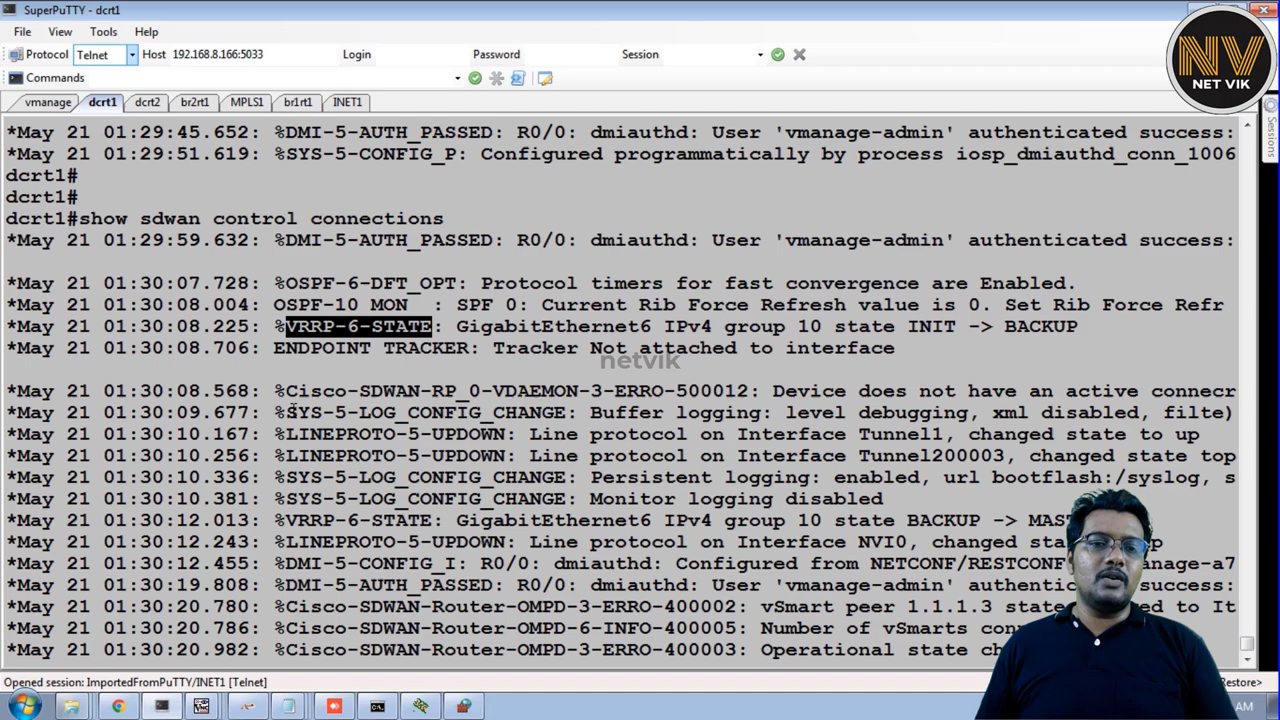 SuperPuTTY - dcrt1
File View Tools Help
Protocol Telnet Host 192.168.8.166:5033 Login Password Session
Commands
vmanage dcrt1 dcrt2 br2rt1 MPLS1 br1rt1 INET1
NV
NET VIK
Sessions
*May 21 01:29:45.652: %DMI-5-AUTH_PASSED: R0/0: dmiauthd: User 'vmanage-admin' authenticated success:
*May 21 01:29:51.619: %SYS-5-CONFIG_P: Configured programmatically by process iosp_dmiauthd_conn_1006
dcrt1#
dcrt1#
dcrt1#show sdwan control connections
*May 21 01:29:59.632: %DMI-5-AUTH_PASSED: R0/0: dmiauthd: User 'vmanage-admin' authenticated success:
*May 21 01:30:07.728: %OSPF-6-DFT_OPT: Protocol timers for fast convergence are Enabled.
*May 21 01:30:08.004: OSPF-10 MON  : SPF 0: Current Rib Force Refresh value is 0. Set Rib Force Refr
*May 21 01:30:08.225: %VRRP-6-STATE: GigabitEthernet6 IPv4 group 10 state INIT -> BACKUP
*May 21 01:30:08.706: ENDPOINT TRACKER: Tracker Not attached to interface
netvik
*May 21 01:30:08.568: %Cisco-SDWAN-RP_0-VDAEMON-3-ERRO-500012: Device does not have an active connecr
*May 21 01:30:09.677: %SYS-5-LOG_CONFIG_CHANGE: Buffer logging: level debugging, xml disabled, filte)
*May 21 01:30:10.167: %LINEPROTO-5-UPDOWN: Line protocol on Interface Tunnel1, changed state to up
*May 21 01:30:10.256: %LINEPROTO-5-UPDOWN: Line protocol on Interface Tunnel200003, changed state top
*May 21 01:30:10.336: %SYS-5-LOG_CONFIG_CHANGE: Persistent logging: enabled, url bootflash:/syslog, s
*May 21 01:30:10.381: %SYS-5-LOG_CONFIG_CHANGE: Monitor logging disabled
*May 21 01:30:12.013: %VRRP-6-STATE: GigabitEthernet6 IPv4 group 10 state BACKUP -> MAS
*May 21 01:30:12.243: %LINEPROTO-5-UPDOWN: Line protocol on Interface NVI0, changed sta
*May 21 01:30:12.455: %DMI-5-CONFIG_I: R0/0: dmiauthd: Configured from NETCONF/RESTCONF nage-a7
*May 21 01:30:19.808: %DMI-5-AUTH_PASSED: R0/0: dmiauthd: User 'vmanage-admin' authentic success:
*May 21 01:30:20.780: %Cisco-SDWAN-Router-OMPD-3-ERRO-400002: vSmart peer 1.1.1.3 state ed to It
*May 21 01:30:20.786: %Cisco-SDWAN-Router-OMPD-6-INFO-400005: Number of vSmarts con
*May 21 01:30:20.982: %Cisco-SDWAN-Router-OMPD-3-ERRO-400003: Operational state ch
Opened session: ImportedFromPuTTY/INET1 [Telnet] Restore>
AM